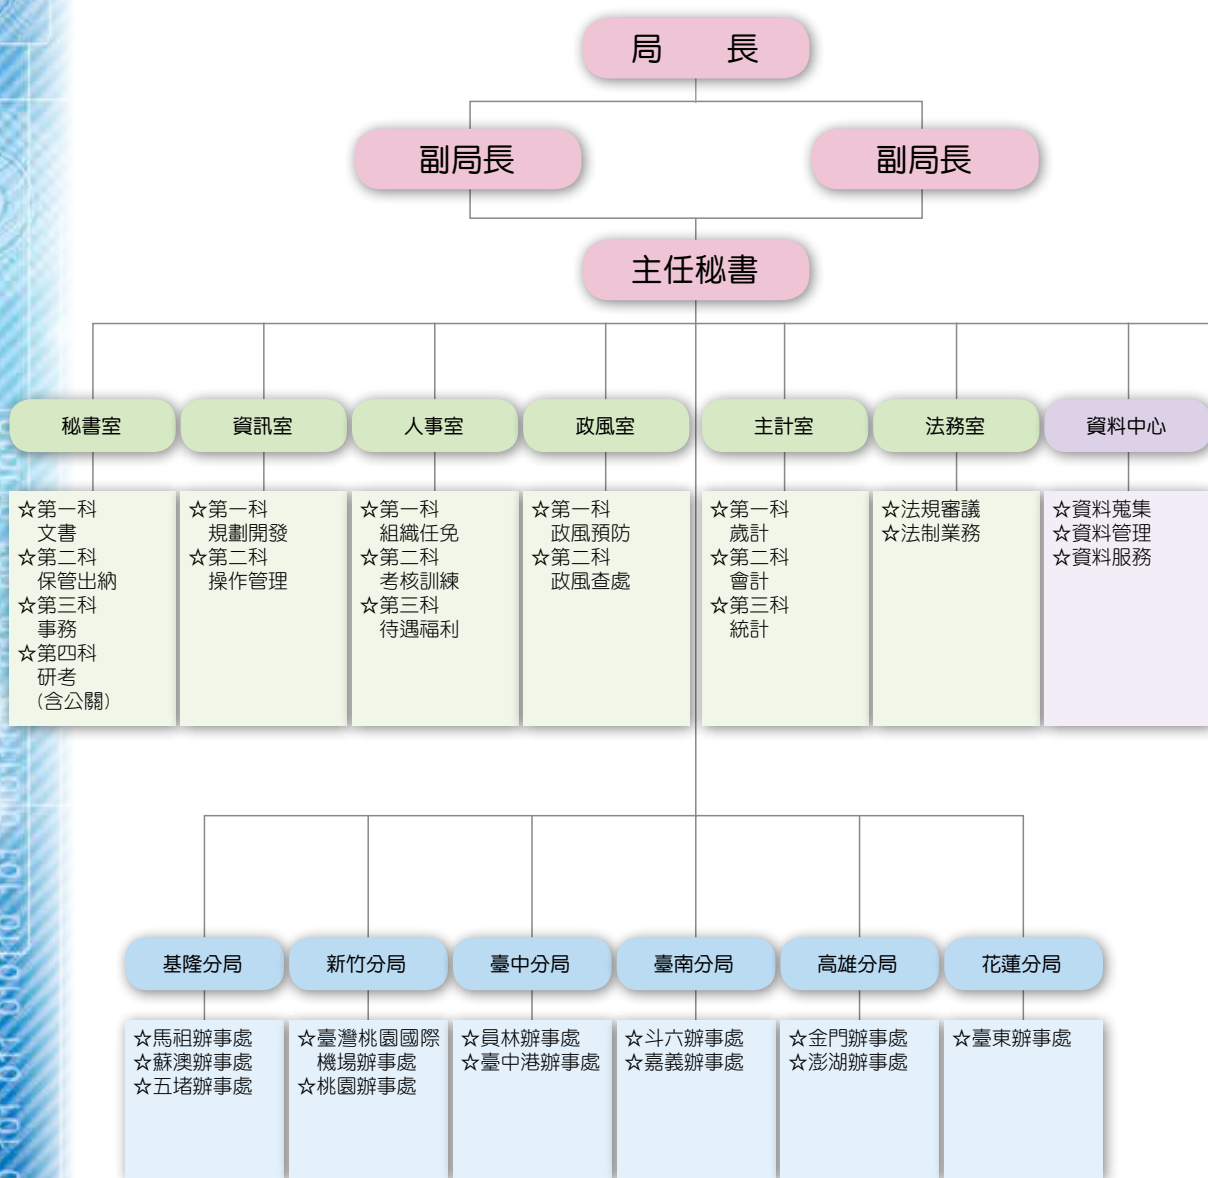 局　　長
副局長
副局長
主任秘書
秘書室
☆第一科
文書
☆第二科
保管出納
☆第三科
事務
☆第四科
研考
(含公關)
資訊室
☆第一科
規劃開發
☆第二科
操作管理
人事室
☆第一科
組織任免
☆第二科
考核訓練
☆第三科
待遇福利
政風室
☆第一科
政風預防
☆第二科
政風查處
主計室
☆第一科
歲計
☆第二科
會計
☆第三科
統計
法務室
☆法規審議
☆法制業務
資料中心
☆資料蒐集
☆資料管理
☆資料服務
基隆分局
☆馬祖辦事處
☆蘇澳辦事處
☆五堵辦事處
新竹分局
☆臺灣桃園國際
機場辦事處
☆桃園辦事處
臺中分局
☆員林辦事處
☆臺中港辦事處
臺南分局
☆斗六辦事處
☆嘉義辦事處
高雄分局
☆金門辦事處
☆澎湖辦事處
花蓮分局
☆臺東辦事處